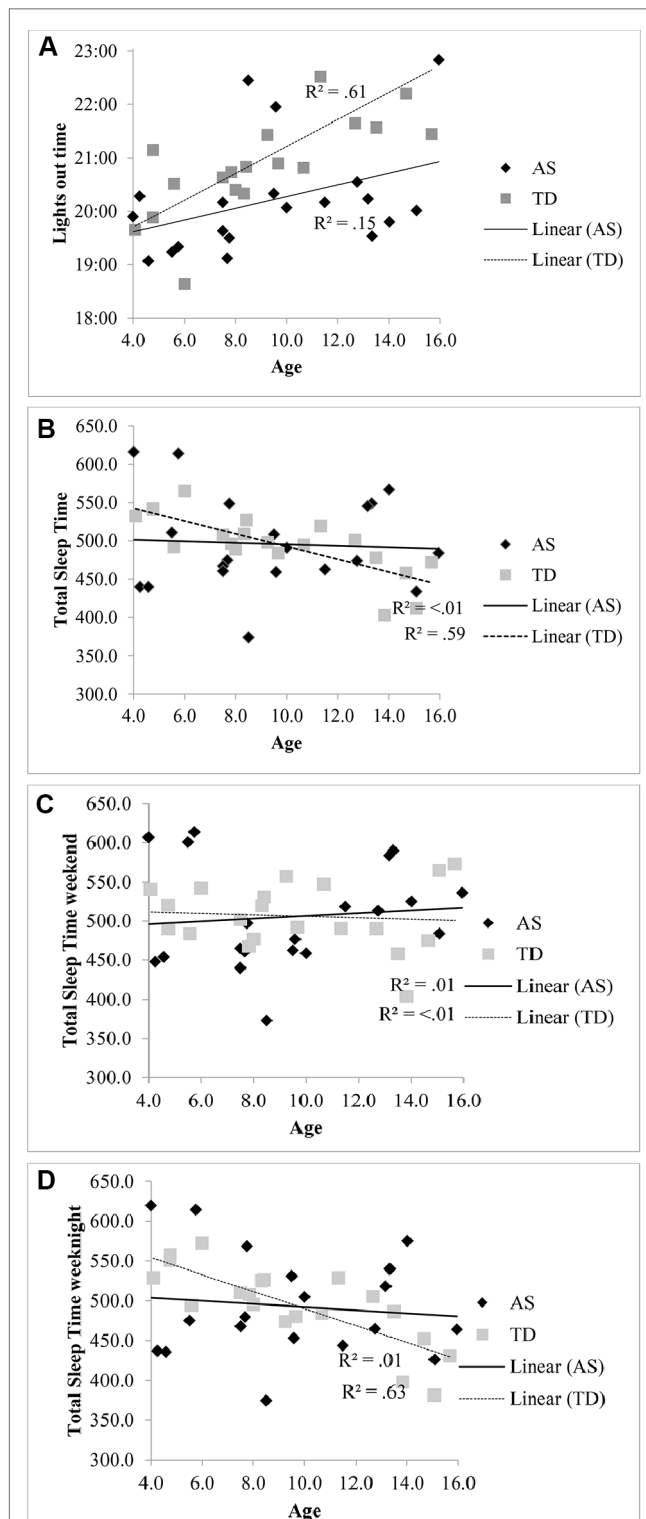 A
23:00
22:00
21:00
20:00
19:00
18:00
4.0 6.0 8.0 10.0 12.0 14.0 16.0
Lights out time
Age
R² = .61
R² = .15
AS
TD
Linear (AS)
Linear (TD)
B
650.0
600.0
550.0
500.0
450.0
400.0
350.0
300.0
4.0 6.0 8.0 10.0 12.0 14.0 16.0
Total Sleep Time
Age
R² = <.01
R² = .59
AS
TD
Linear (AS)
Linear (TD)
C
650.0
600.0
550.0
500.0
450.0
400.0
350.0
300.0
4.0 6.0 8.0 10.0 12.0 14.0 16.0
Total Sleep Time weekend
Age
R² = .01
R² = <.01
AS
TD
Linear (AS)
Linear (TD)
D
650.0
600.0
550.0
500.0
450.0
400.0
350.0
300.0
4.0 6.0 8.0 10.0 12.0 14.0 16.0
Total Sleep Time weeknight
Age
R² = .01
R² = .63
AS
TD
Linear (AS)
Linear (TD)